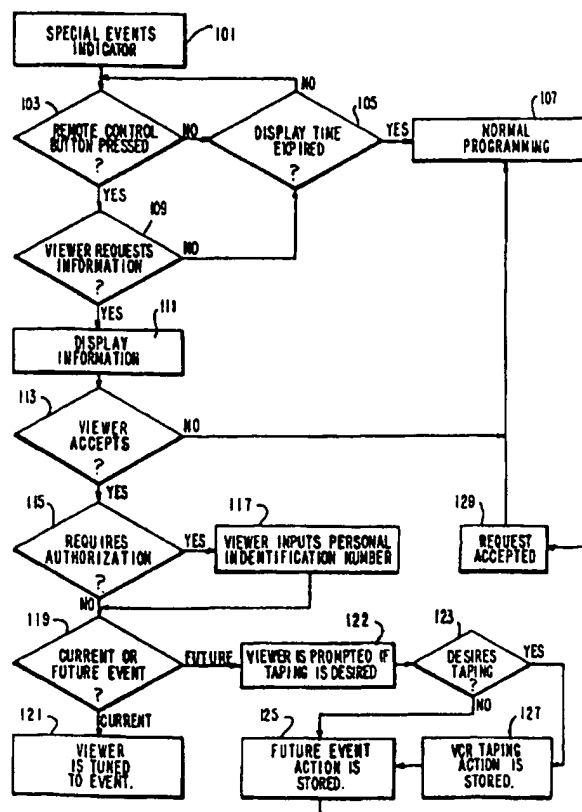 SPECIAL EVENTS
INDICATOR
101
NO
103
REMOTE CONTROL
BUTTON PRESSED
?
NO
105
DISPLAY TIME
EXPIRED
?
YES
107
NORMAL
PROGRAMMING
YES
109
VIEWER REQUESTS
INFORMATION
?
NO
YES
111
DISPLAY
INFORMATION
113
VIEWER
ACCEPTS
?
NO
YES
115
REQUIRES
AUTHORIZATION
?
YES
117
VIEWER INPUTS PERSONAL
INDENTIFICATION NUMBER
129
REQUEST
ACCEPTED
NO
119
CURRENT OR
FUTURE EVENT
?
FUTURE
122
VIEWER IS PROMPTED IF
TAPING IS DESIRED
123
DESIRES
TAPING
?
YES
NO
CURRENT
121
VIEWER
IS TUNED
TO EVENT.
125
FUTURE EVENT
ACTION IS
STORED.
127
VCR TAPING
ACTION IS
STORED.